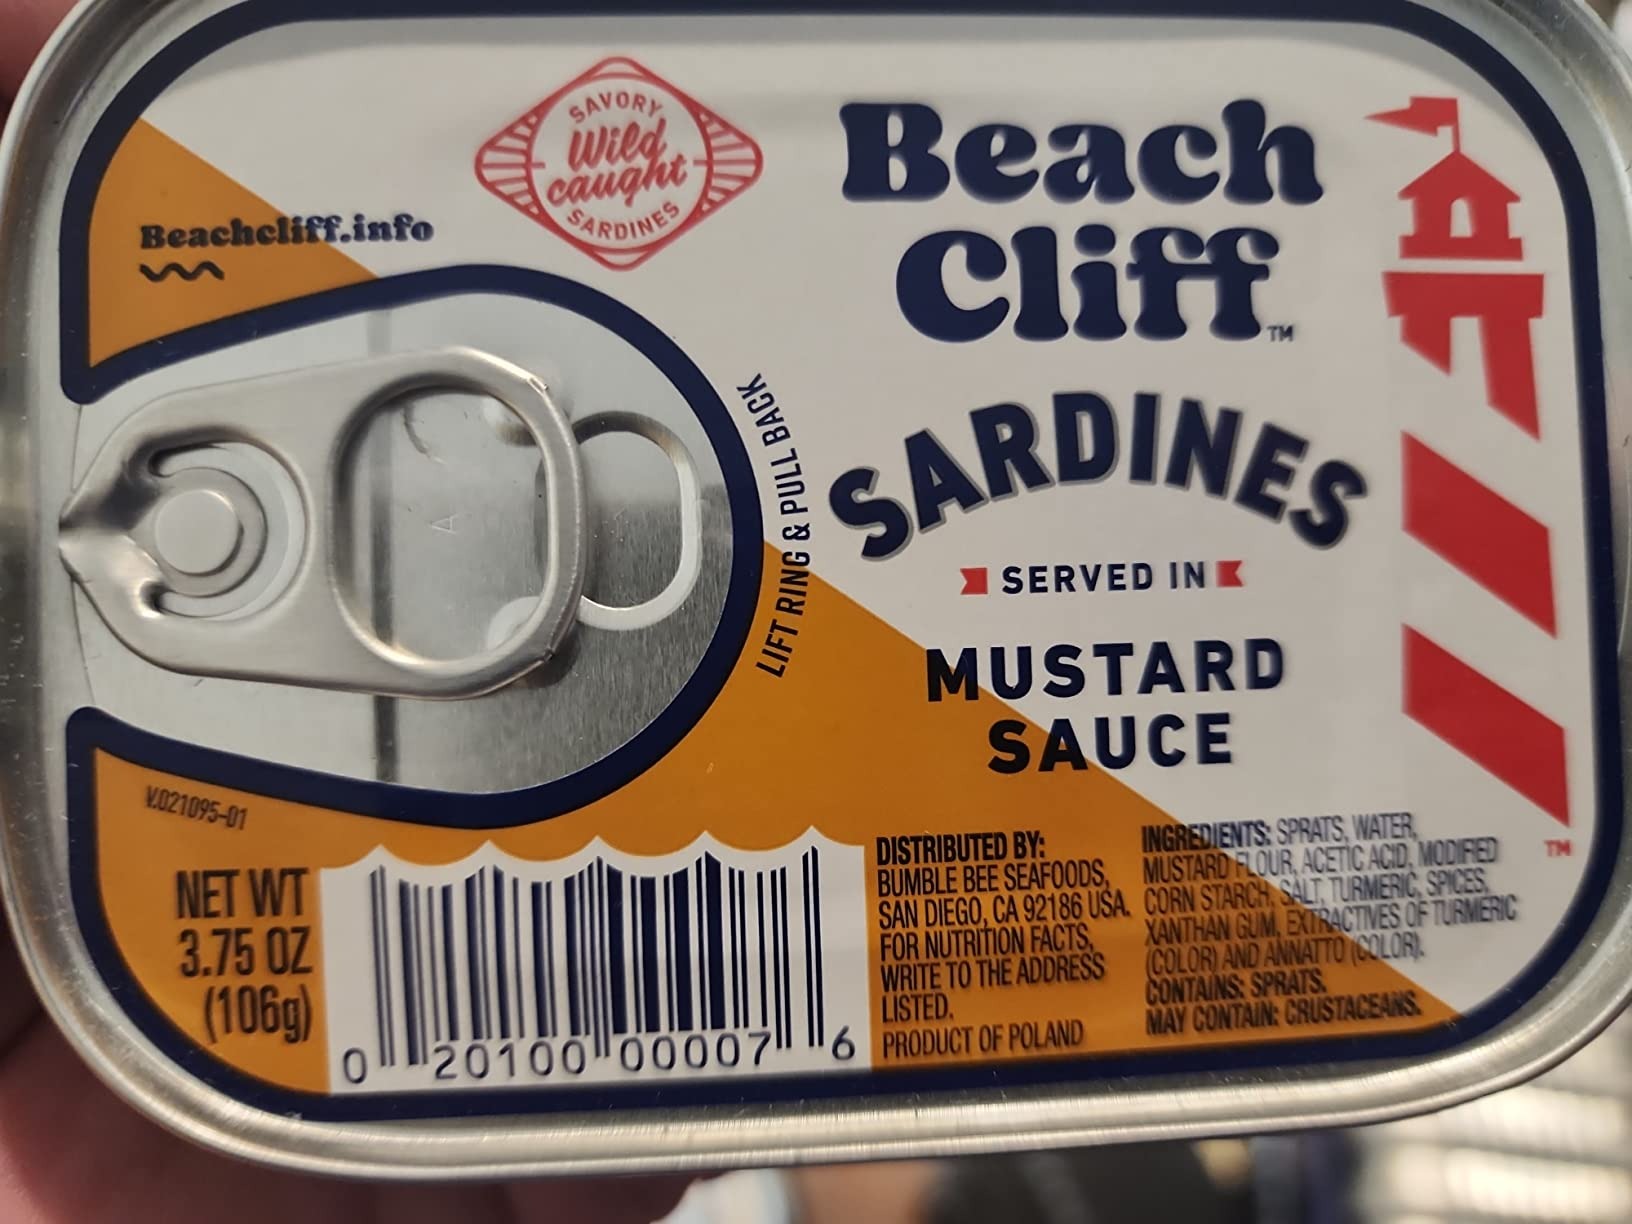 SAVORY
Wild
caught
SARDINES
Beachcliff.info
Beach
Cliff™
SARDINES
SERVED IN
MUSTARD
SAUCE
LIFT RING & PULL BACK
A
V.021095-01
NET WT
3.75 OZ
(106g)
0 20100 00007 6
DISTRIBUTED BY:
BUMBLE BEE SEAFOODS,
SAN DIEGO, CA 92186 USA.
FOR NUTRITION FACTS,
WRITE TO THE ADDRESS
LISTED.
PRODUCT OF POLAND
INGREDIENTS: SPRATS, WATER,
MUSTARD FLOUR, ACETIC ACID, MODIFIED
CORN STARCH, SALT, TURMERIC, SPICES,
XANTHAN GUM, EXTRACTIVES OF TURMERIC
(COLOR) AND ANNATTO (COLOR).
CONTAINS: SPRATS.
MAY CONTAIN: CRUSTACEANS.
TM